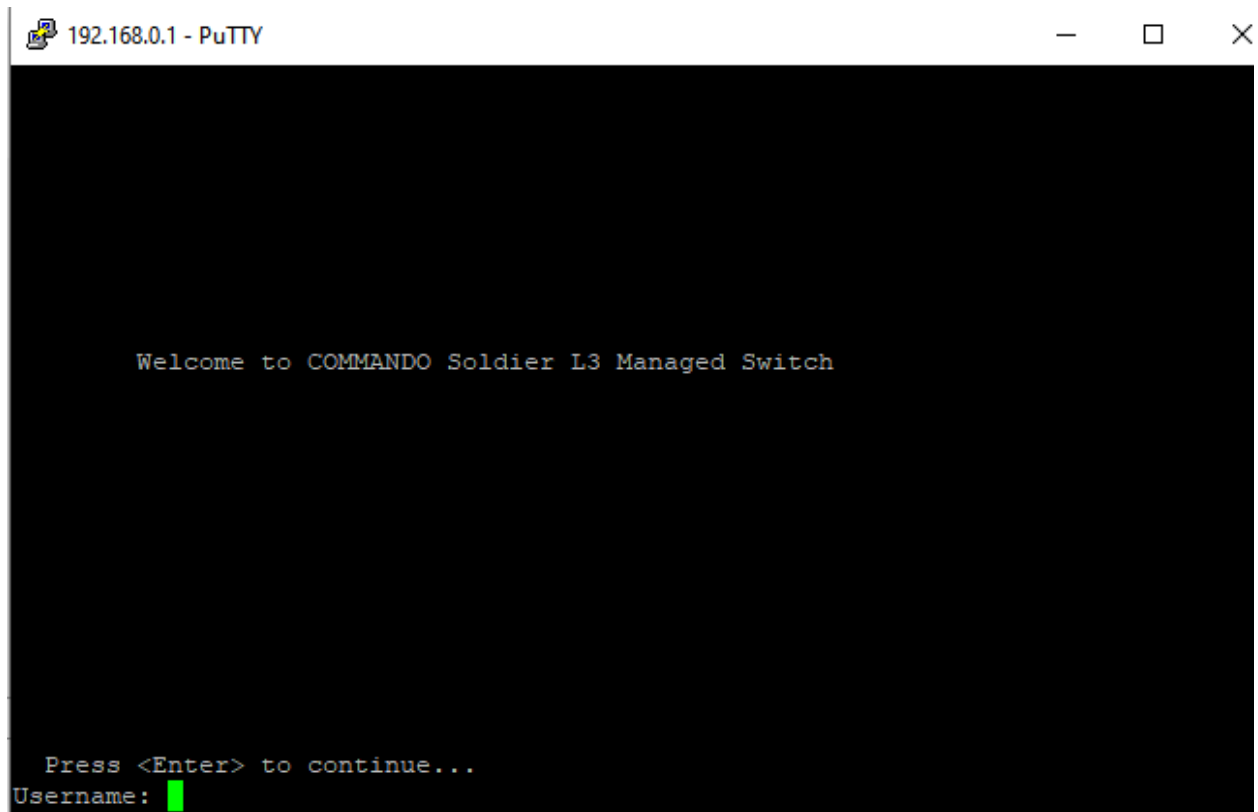 192.168.0.1 - PuTTY
Welcome to COMMANDO Soldier L3 Managed Switch
Press <Enter> to continue...
Username: